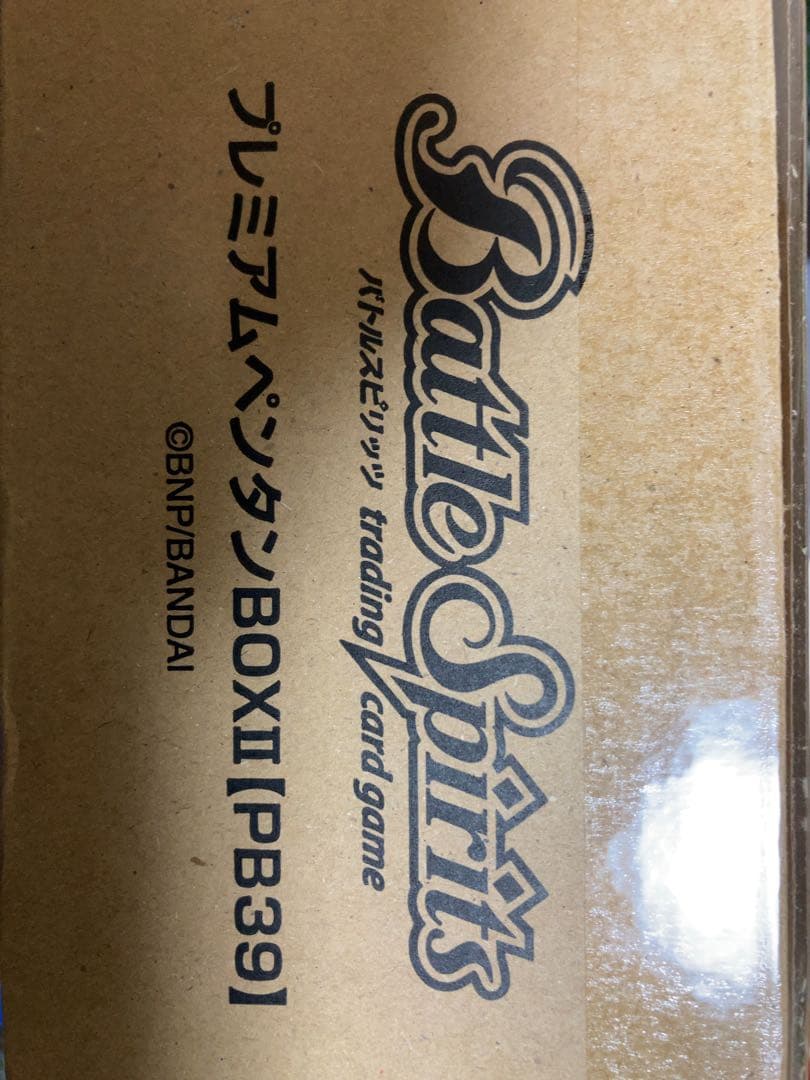 Battle Spirits
バトルスピリッツ trading card game
プレミアムペンタンBOXⅡ【PB39】
©BNP/BANDAI